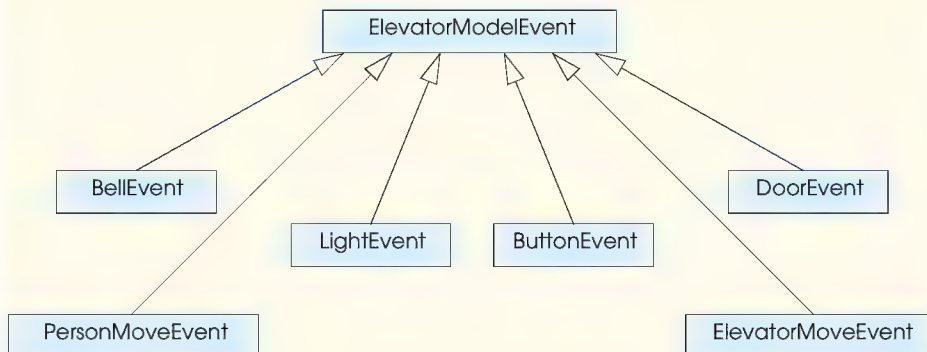 ElevatorModelEvent
BellEvent
DoorEvent
LightEvent
ButtonEvent
PersonMoveEvent
ElevatorMoveEvent